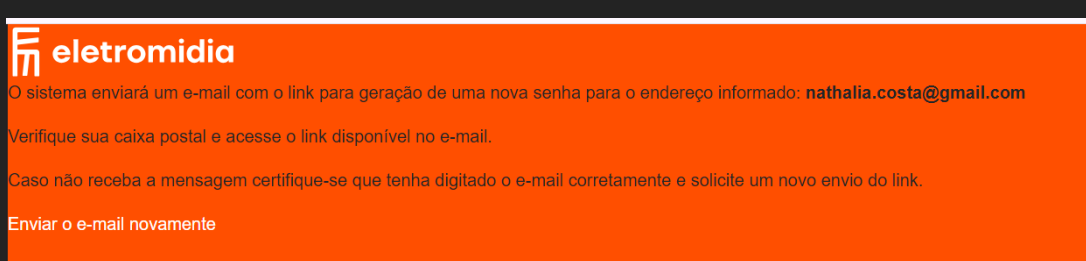 eletromidia
O sistema enviará um e-mail com o link para geração de uma nova senha para o endereço informado: nathalia.costa@gmail.com
Verifique sua caixa postal e acesse o link disponível no e-mail.
Caso não receba a mensagem certifique-se que tenha digitado o e-mail corretamente e solicite um novo envio do link.
Enviar o e-mail novamente